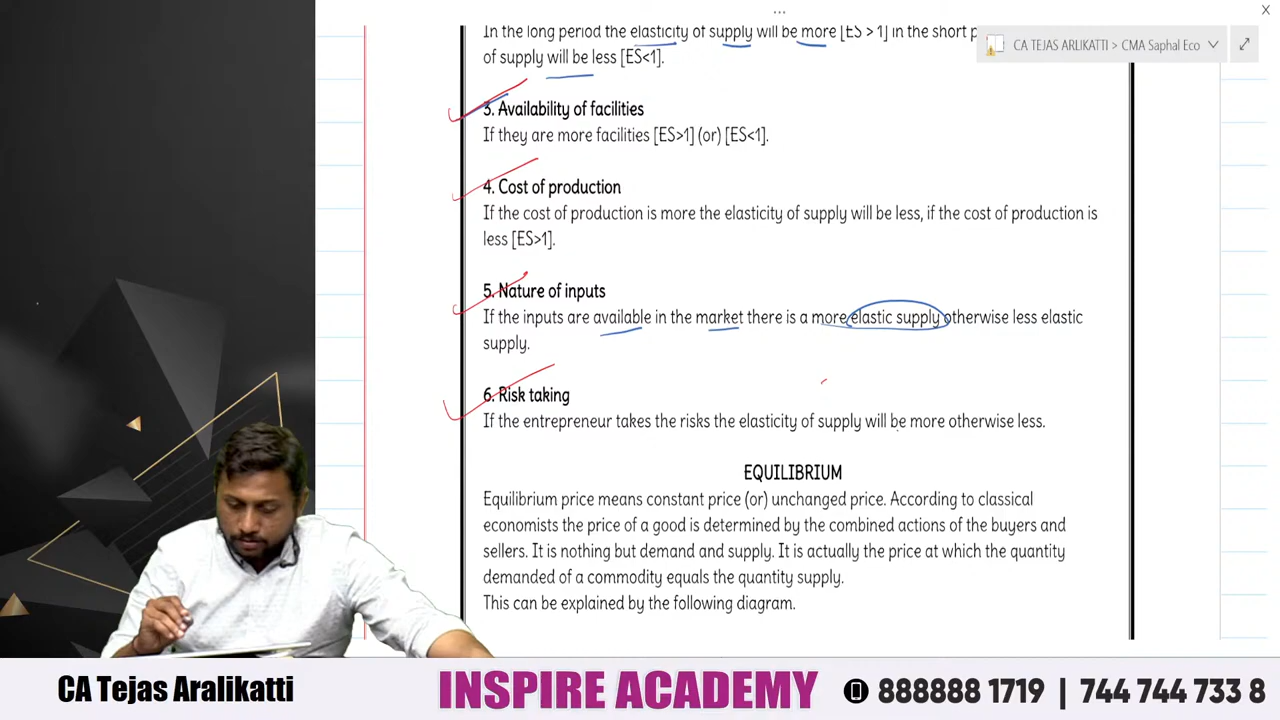 CA TEJAS ARLIKATTI > CMA Saphal Eco
In the long period the elasticity of supply will be more [ES > 1] in the short
of supply will be less [ES<1].
3. Availability of facilities
If they are more facilities [ES>1] (or) [ES<1].
4. Cost of production
If the cost of production is more the elasticity of supply will be less, if the cost of production is
less [ES>1].
5. Nature of inputs
If the inputs are available in the market there is a more elastic supply otherwise less elastic
supply.
6. Risk taking
If the entrepreneur takes the risks the elasticity of supply will be more otherwise less.
EQUILIBRIUM
Equilibrium price means constant price (or) unchanged price. According to classical
economists the price of a good is determined by the combined actions of the buyers and
sellers. It is nothing but demand and supply. It is actually the price at which the quantity
demanded of a commodity equals the quantity supply.
This can be explained by the following diagram.
CA Tejas Aralikatti INSPIRE ACADEMY 888888 1719 | 744 744 733 8